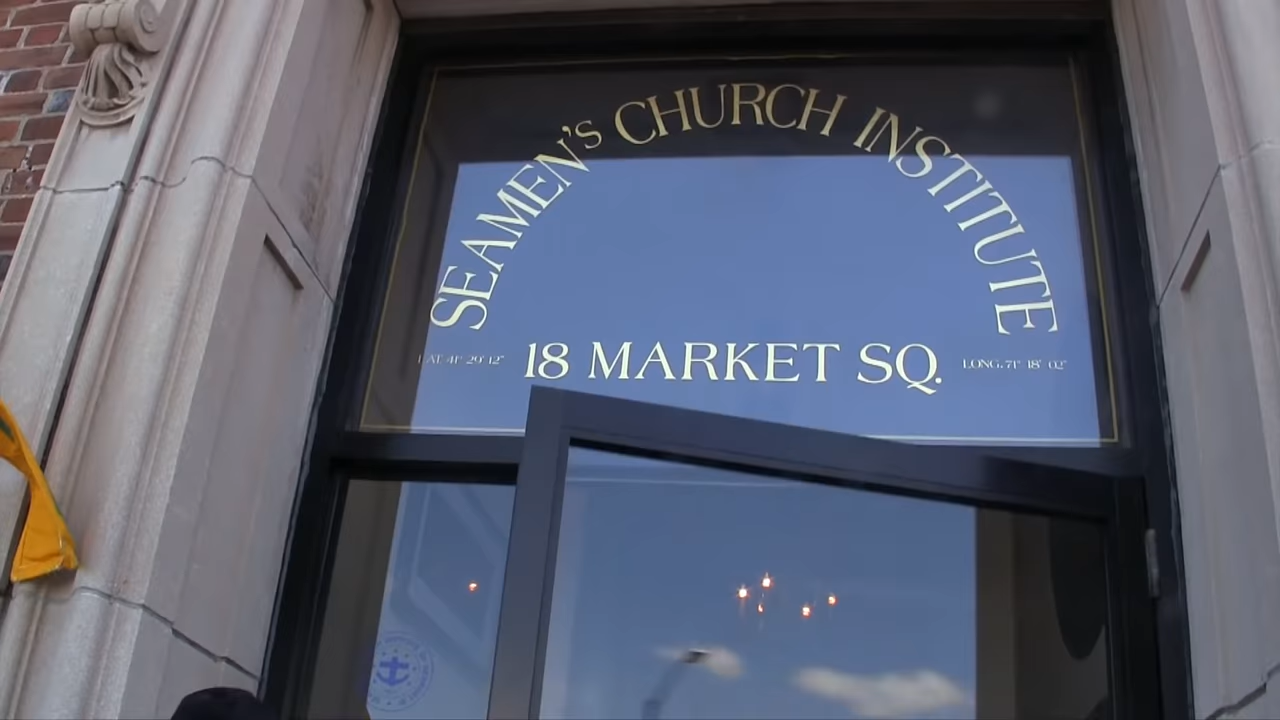 SEAMEN'S CHURCH INSTITUTE
LAT. 41° 29' 12" 18 MARKET SQ. LONG. 71° 18' 02"